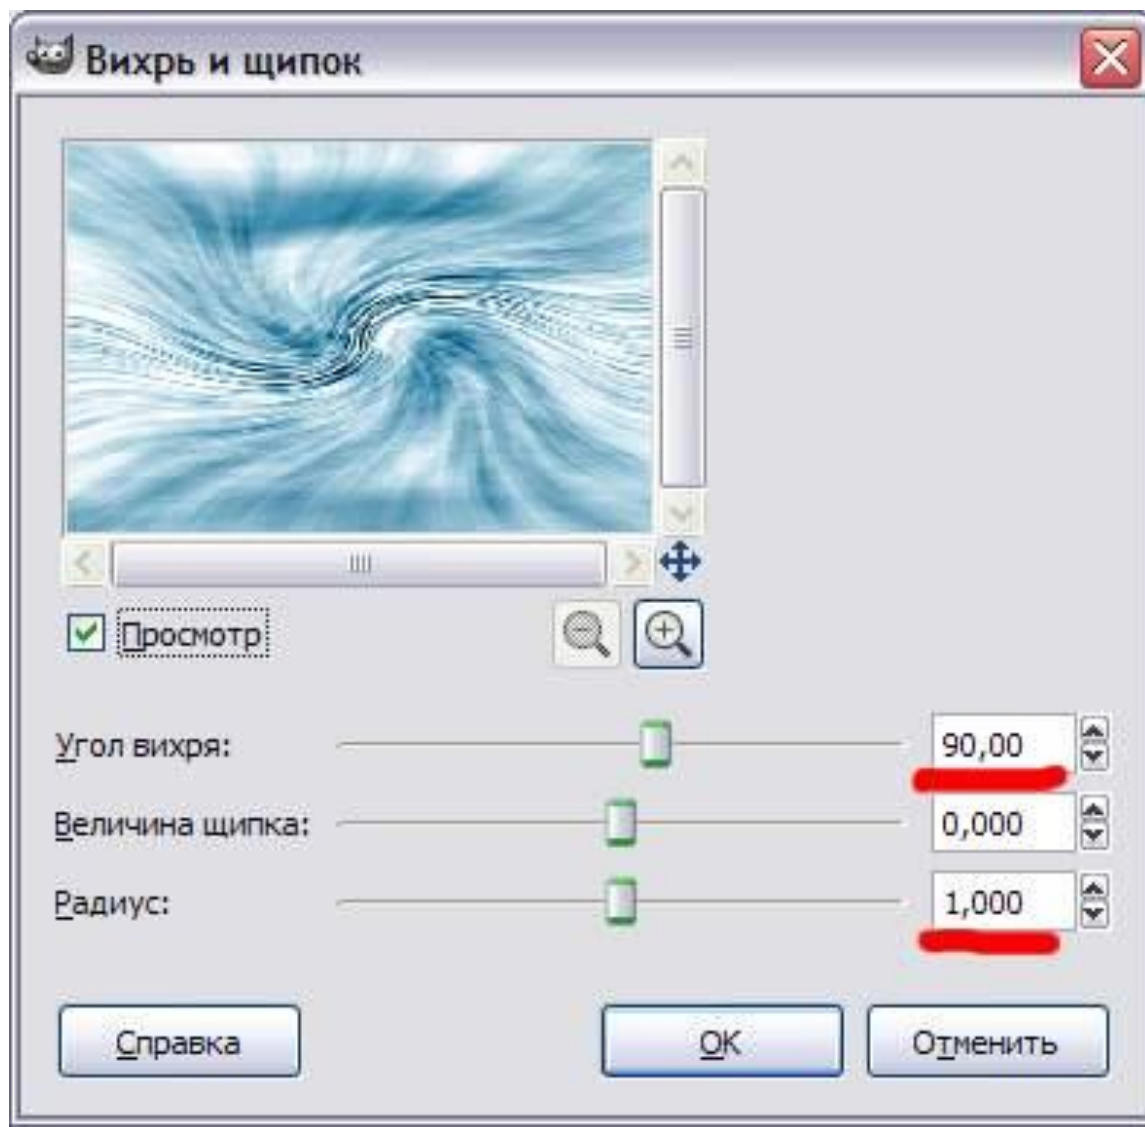 Вихрь и щипок
Просмотр
Угол вихря: 90,00
Величина щипка: 0,000
Радиус: 1,000
Справка OK Отменить